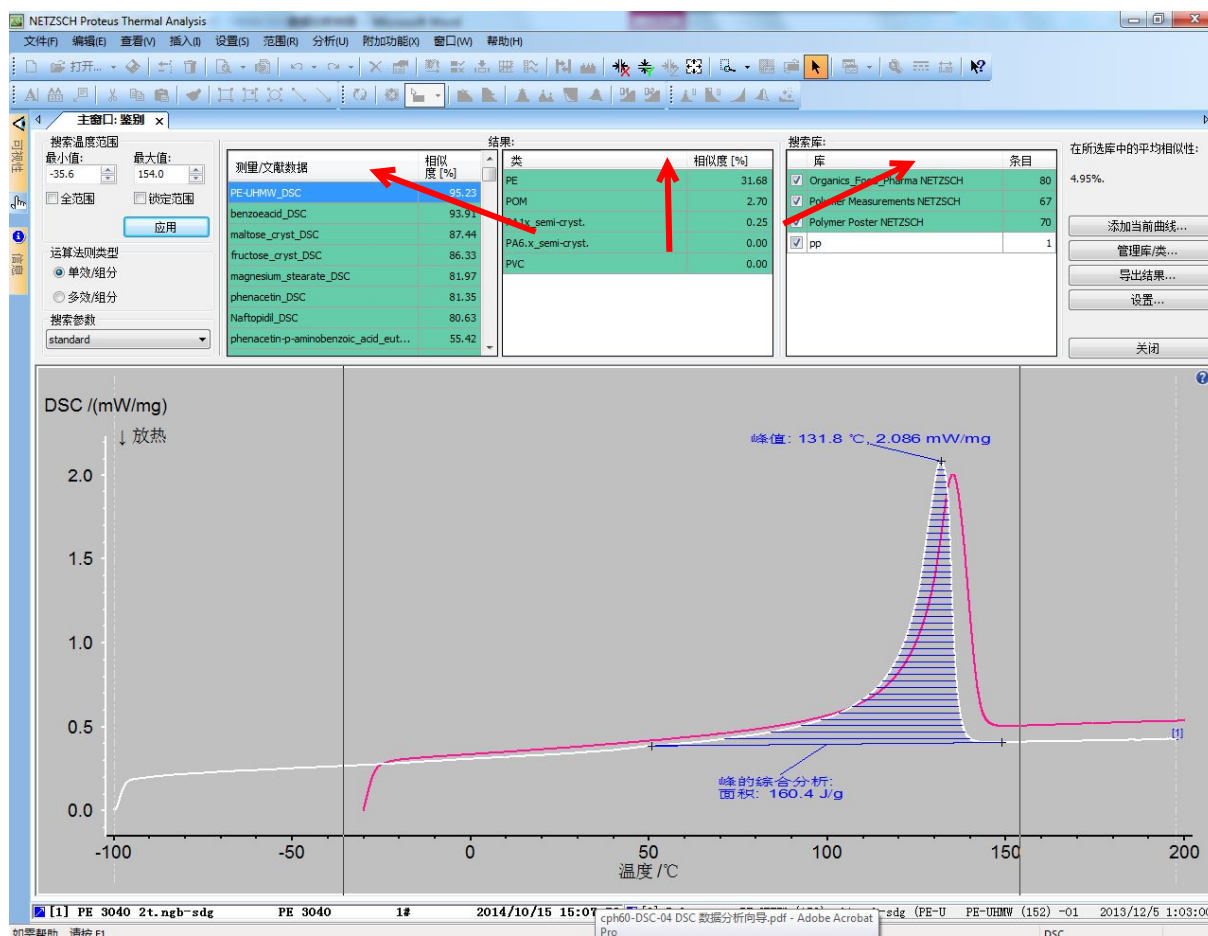 NETZSCH Proteus Thermal Analysis
文件(F) 编辑(E) 查看(V) 插入(I) 设置(S) 范围(R) 分析(U) 附加功能(X) 窗口(W) 帮助(H)
打开...
主窗口: 鉴别 x
可视性
信息
搜索温度范围
最小值: 最大值:
-35.6 154.0
全范围 锁定范围
应用
运算法则类型
单效/组分
多效/组分
搜索参数
standard
结果:
测量/文献数据 相似度 [%]
PE-UHMW_DSC 95.23
benzoeacid_DSC 93.91
maltose_cryst_DSC 87.44
fructose_cryst_DSC 86.33
magnesium_stearate_DSC 81.97
phenacetin_DSC 81.35
Naftopidil_DSC 80.63
phenacetin-p-aminobenzoic_acid_eut... 55.42
类 相似度 [%]
PE 31.68
POM 2.70
PA1x_semi-cryst. 0.25
PA6.x_semi-cryst. 0.00
PVC 0.00
搜索库:
库 条目
Organics_Food_Pharma NETZSCH 80
Polymer Measurements NETZSCH 67
Polymer Poster NETZSCH 70
pp 1
在所选库中的平均相似性:
4.95%.
添加当前曲线...
管理库/类...
导出结果...
设置...
关闭
DSC /(mW/mg)
↓ 放热
峰值: 131.8 ℃, 2.086 mW/mg
2.0
1.5
1.0
0.5
0.0
[1]
峰的综合分析:
面积: 160.4 J/g
-100 -50 0 50 100 150 200
温度 /℃
[1] PE 3040 2t.ngb-sdg PE 3040 1# 2014/10/15 15:07 -sdg (PE-U PE-UHMW (152) -01 2013/12/5 1:03:00
cph60-DSC-04 DSC 数据分析向导.pdf - Adobe Acrobat
Pro
如需帮助, 请按 F1 DSC